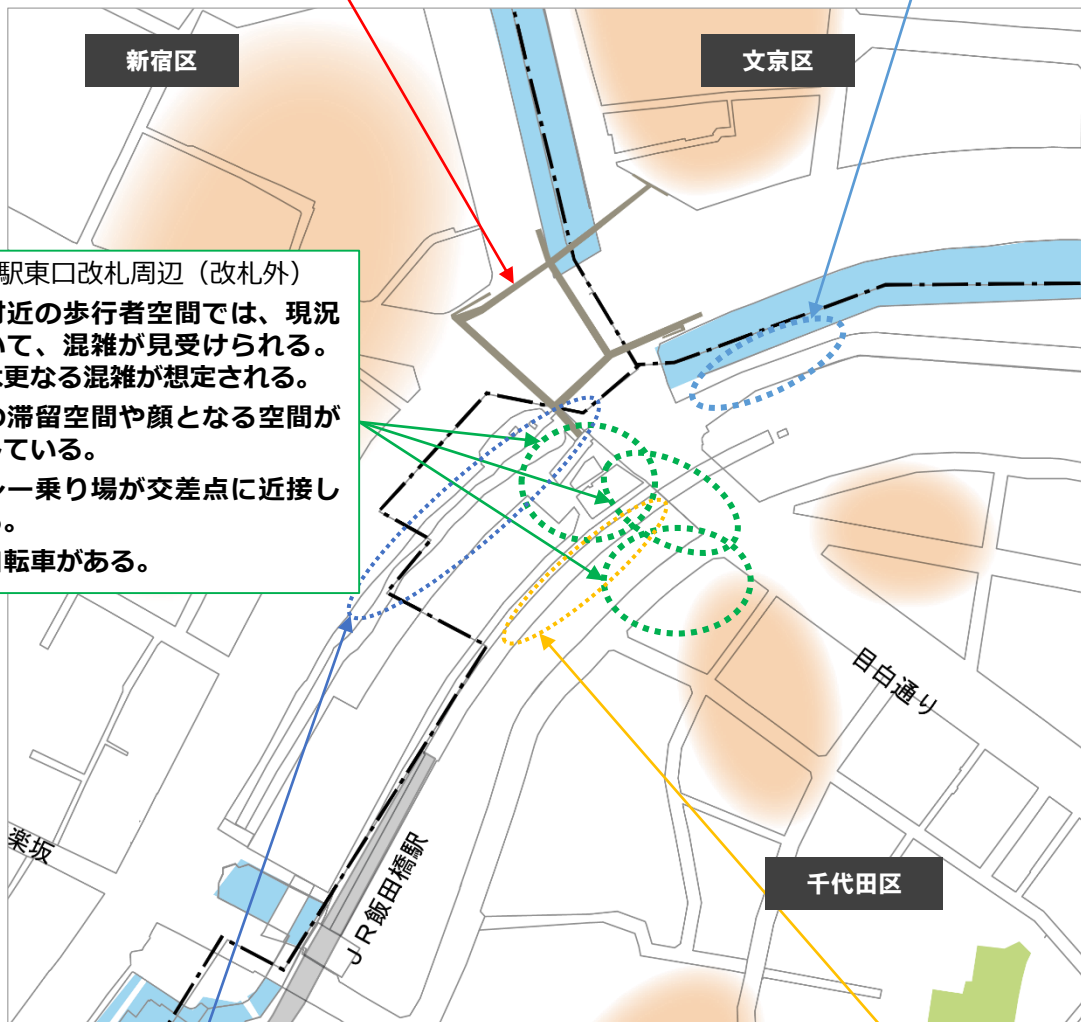 新宿区
文京区
駅東口改札周辺（改札外）
近の歩行者空間では、現況
いて、混雑が見受けられる。
更なる混雑が想定される。
の滞留空間や顔となる空間が
ている。
ー乗り場が交差点に近接し
。
転車がある。
目白通り
楽坂
ＪＲ飯田橋駅
千代田区